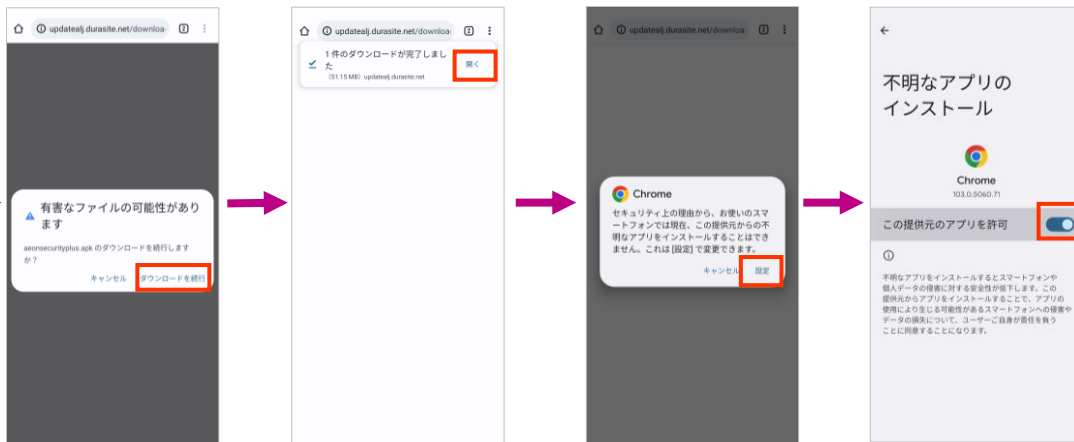 updatealj.durasite.net/downloa
2
有害なファイルの可能性があり
ます
aeonsecurityplus.apk のダウンロードを続行します
か？
キャンセル
ダウンロードを続行
updatealj.durasite.net/downloa
2
1 件のダウンロードが完了しまし
た
(51.15 MB) updatealj.durasite.net
開く
updatealj.durasite.net/downloa
2
Chrome
セキュリティ上の理由から、お使いのスマ
ートフォンでは現在、この提供元からの不
明なアプリをインストールすることはでき
ません。これは [設定] で変更できます。
キャンセル
設定
不明なアプリの
インストール
Chrome
103.0.5060.71
この提供元のアプリを許可
不明なアプリをインストールするとスマートフォンや
個人データの侵害に対する安全性が低下します。この
提供元からアプリをインストールすることで、アプリの
使用により生じる可能性があるスマートフォンへの侵害や
データの損失について、ユーザーご自身が責任を負う
ことに同意することになります。